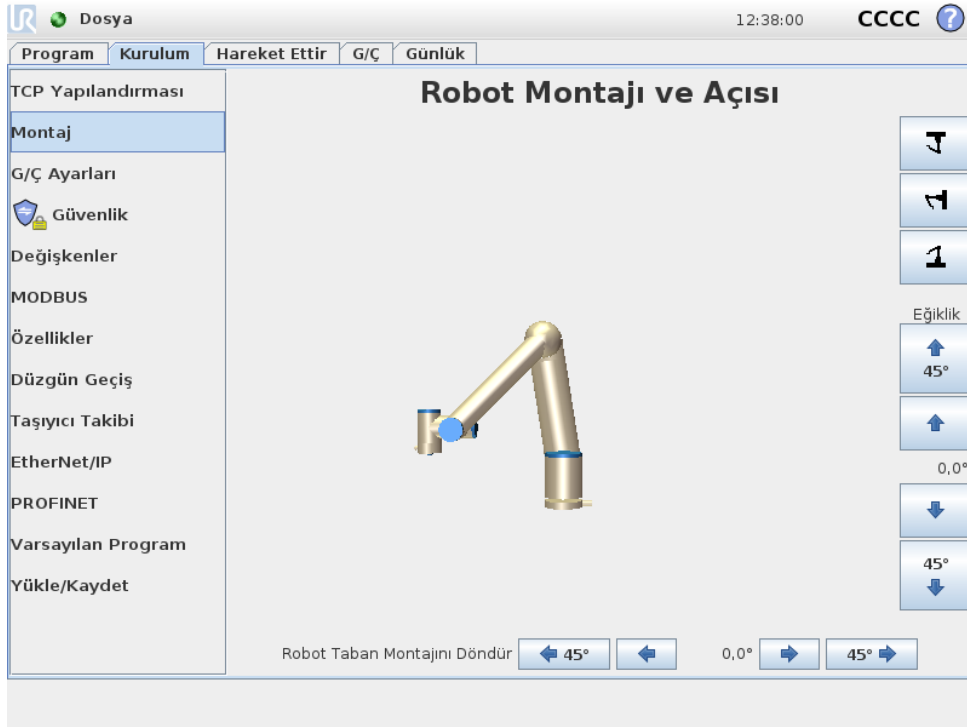 UR Dosya 12:38:00 CCCC ?
Program Kurulum Hareket Ettir G/Ç Günlük
TCP Yapılandırması
Montaj
G/Ç Ayarları
Güvenlik
Değişkenler
MODBUS
Özellikler
Düzgün Geçiş
Taşıyıcı Takibi
EtherNet/IP
PROFINET
Varsayılan Program
Yükle/Kaydet
Robot Montajı ve Açısı
Eğiklik
45°
0,0°
45°
Robot Taban Montajını Döndür 45° 0,0° 45°